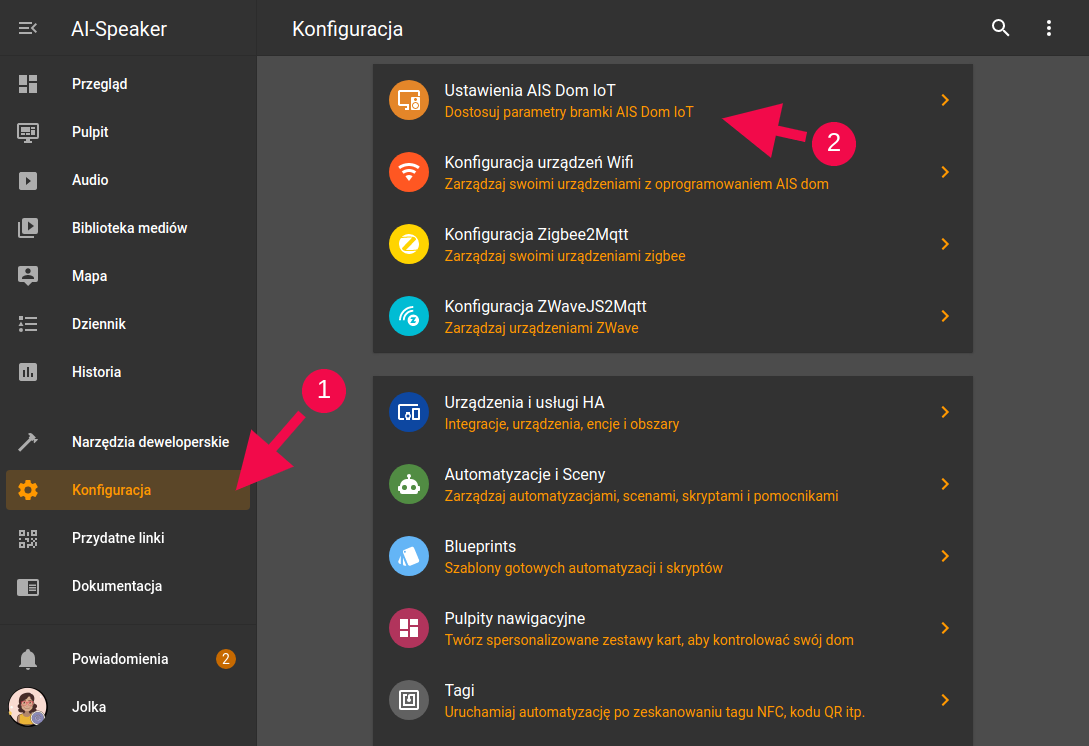 AI-Speaker
Przegląd
Pulpit
Audio
Biblioteka mediów
Mapa
Dziennik
Historia
Narzędzia deweloperskie
Konfiguracja
Przydatne linki
Dokumentacja
Powiadomienia
2
Jolka
1
Konfiguracja
Ustawienia AIS Dom IoT
Dostosuj parametry bramki AIS Dom IoT
2
Konfiguracja urządzeń Wifi
Zarządzaj swoimi urządzeniami z oprogramowaniem AIS dom
Konfiguracja Zigbee2Mqtt
Zarządzaj swoimi urządzeniami zigbee
Konfiguracja ZWaveJS2Mqtt
Zarządzaj urządzeniami ZWave
Urządzenia i usługi HA
Integracje, urządzenia, encje i obszary
Automatyzacje i Sceny
Zarządzaj automatyzacjami, scenami, skryptami i pomocnikami
Blueprints
Szablony gotowych automatyzacji i skryptów
Pulpity nawigacyjne
Twórz spersonalizowane zestawy kart, aby kontrolować swój dom
Tagi
Uruchamiaj automatyzację po zeskanowaniu tagu NFC, kodu QR itp.